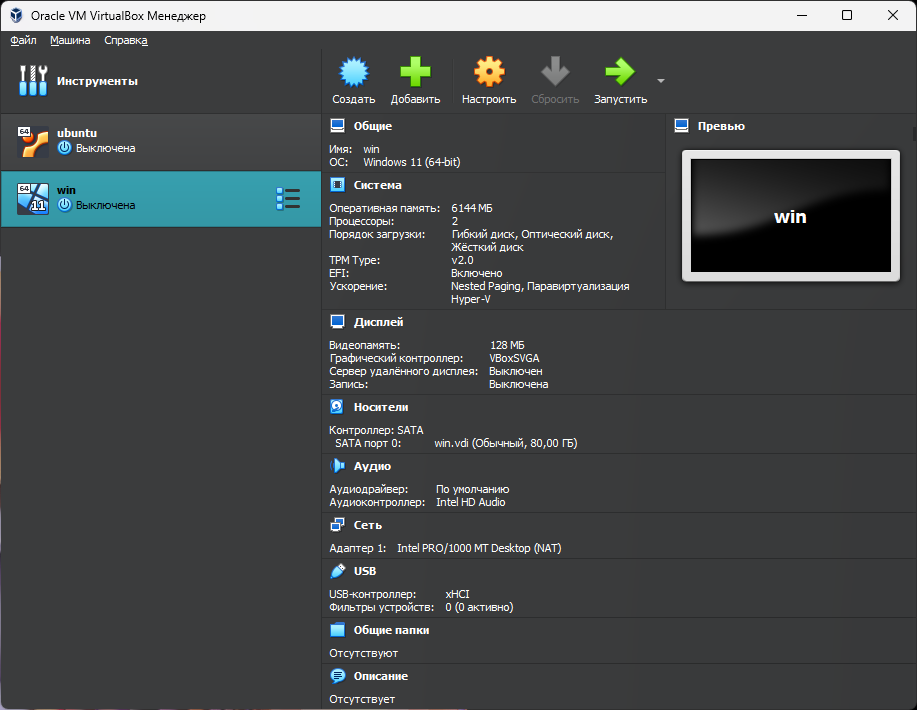 Oracle VM VirtualBox Менеджер
Файл Машина Справка
Инструменты
Создать Добавить Настроить Сбросить Запустить
64
ubuntu
Выключена
64
11
win
Выключена
Общие
Имя: win
ОС: Windows 11 (64-bit)
Превью
win
Система
Оперативная память: 6144 МБ
Процессоры: 2
Порядок загрузки: Гибкий диск, Оптический диск,
Жёсткий диск
TPM Type: v2.0
EFI: Включено
Ускорение: Nested Paging, Паравиртуализация
Hyper-V
Дисплей
Видеопамять: 128 МБ
Графический контроллер: VBoxSVGA
Сервер удалённого дисплея: Выключен
Запись: Выключена
Носители
Контроллер: SATA
SATA порт 0: win.vdi (Обычный, 80,00 ГБ)
Аудио
Аудиодрайвер: По умолчанию
Аудиоконтроллер: Intel HD Audio
Сеть
Адаптер 1: Intel PRO/1000 MT Desktop (NAT)
USB
USB-контроллер: xHCI
Фильтры устройств: 0 (0 активно)
Общие папки
Отсутствуют
Описание
Отсутствует